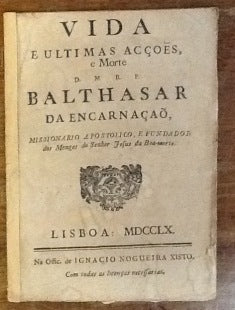 VIDA
E ULTIMAS ACÇOẼS,
e Morte
D. M. R. P.
BALTHASAR
DA ENCARNAÇAÕ,
MISSIONARIO APOSTOLICO, E FUNDADOR
dos Monges do Senhor Jesus da Boa-morte.
LISBOA: MDCCLX.
Na Offic. de IGNACIO NOGUEIRA XISTO.
Com todas as licenças necessarias.